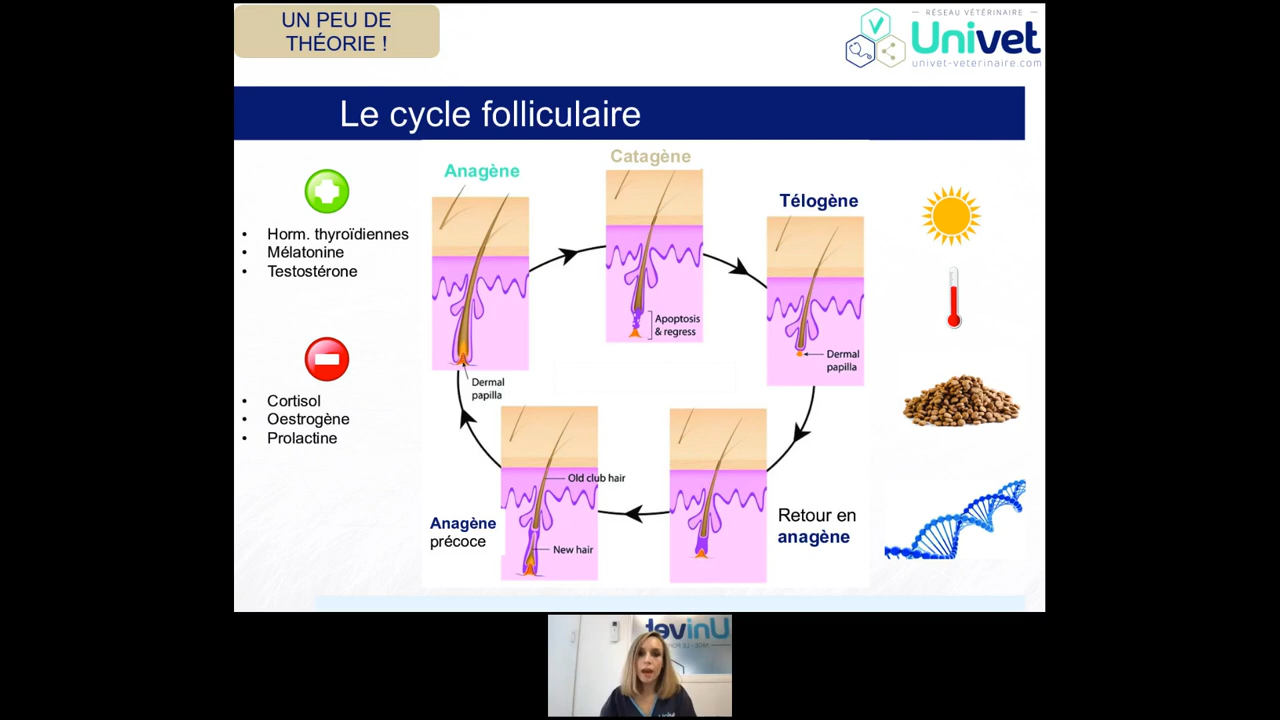 UN PEU DE
THÉORIE !
RÉSEAU VÉTÉRINAIRE
Univet
univet-veterinaire.com
Le cycle folliculaire
Horm. thyroïdiennes
Mélatonine
Testostérone
Cortisol
Oestrogène
Prolactine
Anagène
Catagène
Télogène
Apoptosis
& regress
Dermal
papilla
Dermal
papilla
Old club hair
New hair
Anagène
précoce
Retour en
anagène
Univet